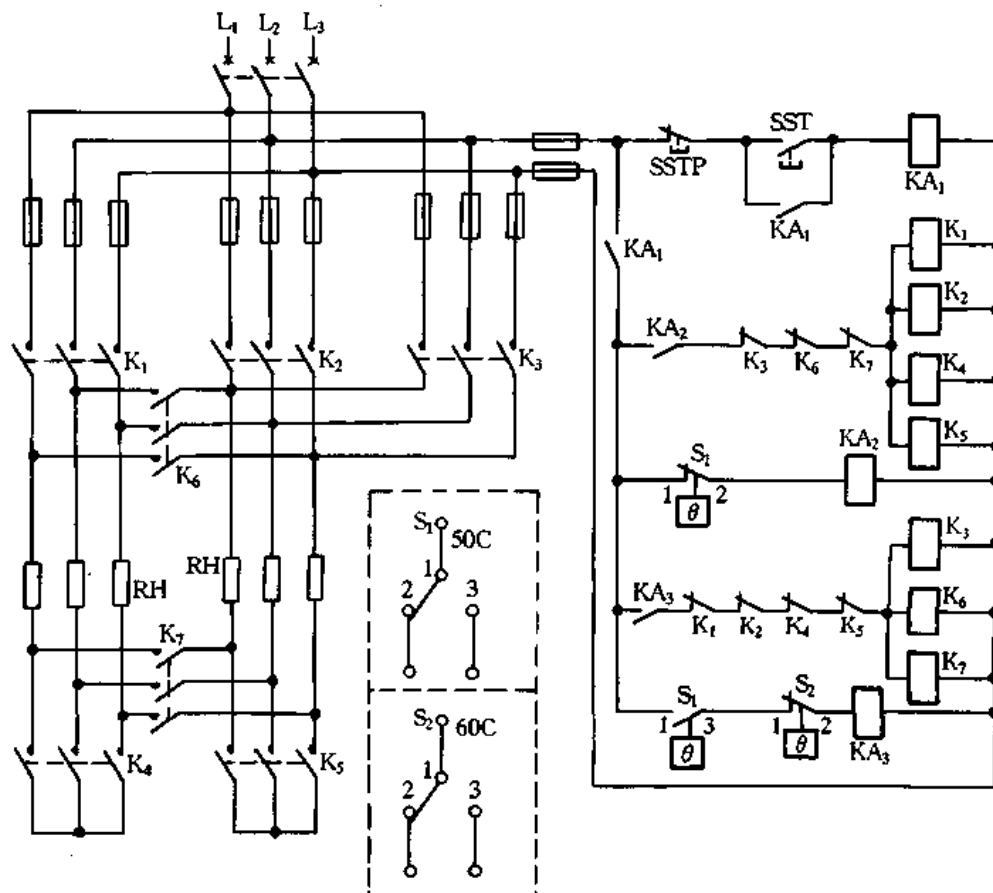 L₁ L₂ L₃
SSTP
SST
KA₁
KA₁
KA₁
K₁
K₂
K₄
K₅
KA₂
K₃ K₆ K₇
S₁
1 2
θ
KA₂
K₁
K₂
K₃
K₆
RH
RH
K₇
K₄
K₅
S₁ 50C
1
2 3
S₂ 60C
1
2 3
KA₃
K₁ K₂ K₄ K₅
K₃
K₆
K₇
S₁
1 3
θ
S₂
1 2
θ
KA₃